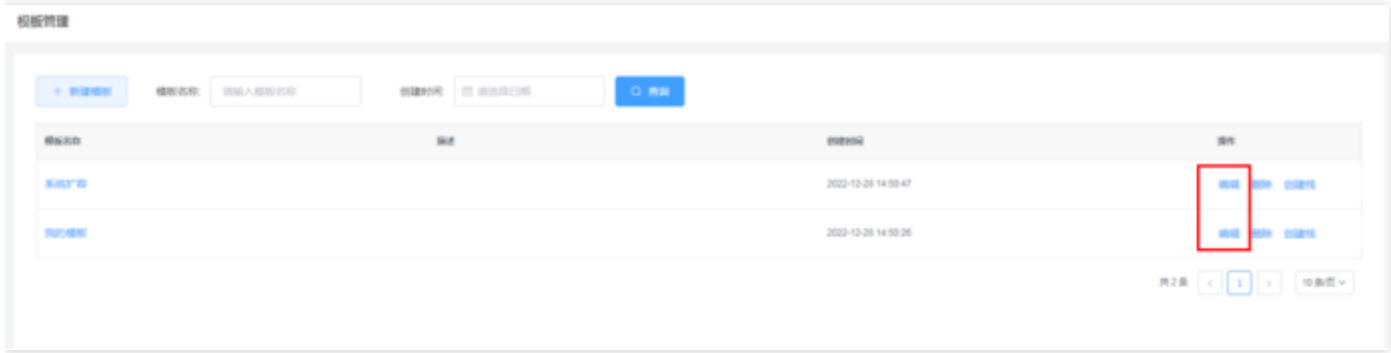 模板管理
+ 新建模板 模板名称: 请输入模板名称 创建时间: 请选择日期 查询
模板名称 描述 创建时间 操作
系统扩容 2022-12-28 14:50:47 编辑 删除 创建栈
我的模板 2022-12-28 14:50:26 编辑 删除 创建栈
共 2 条 < 1 > 10条/页